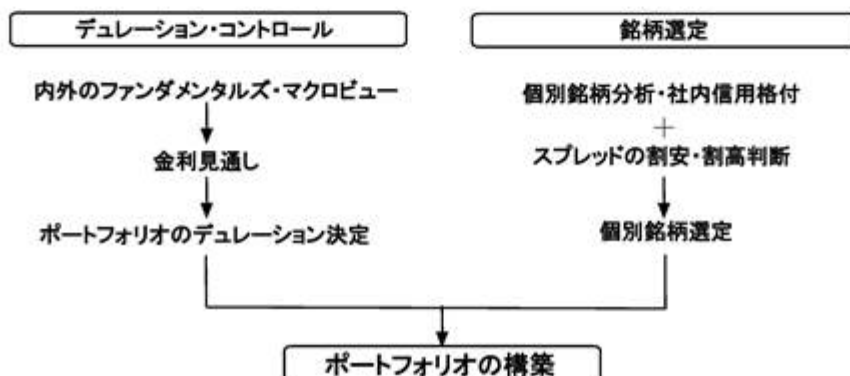 デュレーション・コントロール
内外のファンダメンタルズ・マクロビュー
金利見通し
ポートフォリオのデュレーション決定
銘柄選定
個別銘柄分析・社内信用格付
+
スプレッドの割安・割高判断
個別銘柄選定
ポートフォリオの構築